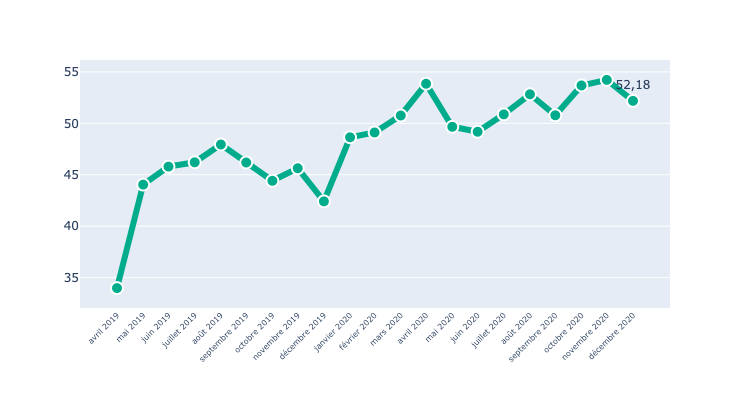 55
50
45
40
35
52,18
avril 2019
mai 2019
juin 2019
juillet 2019
août 2019
septembre 2019
octobre 2019
novembre 2019
décembre 2019
janvier 2020
février 2020
mars 2020
avril 2020
mai 2020
juin 2020
juillet 2020
août 2020
septembre 2020
octobre 2020
novembre 2020
décembre 2020